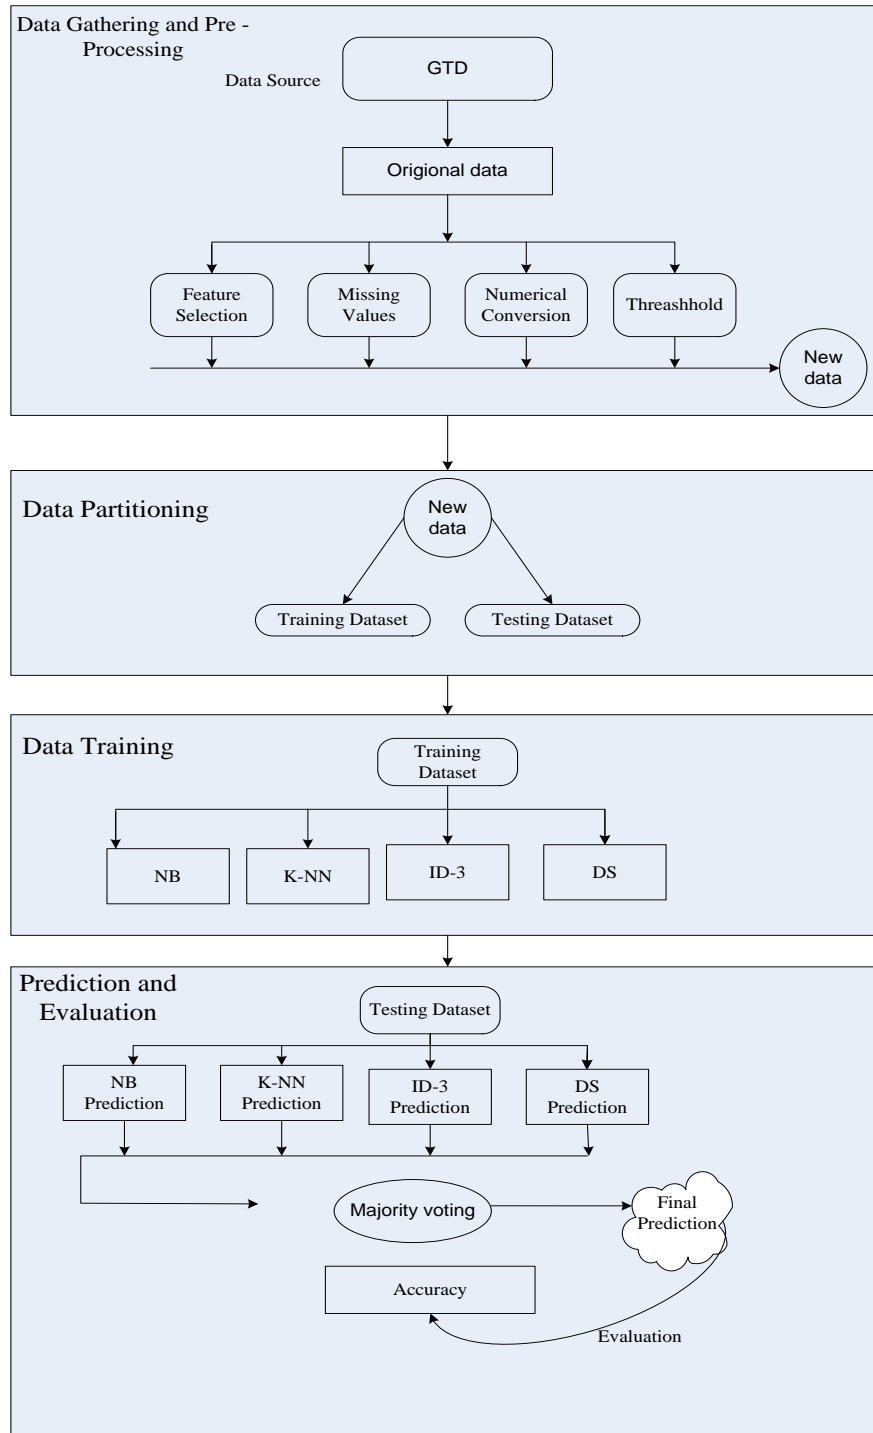 Data Gathering and Pre -
Processing
GTD
Data Source
Origional data
Feature
Selection
Missing
Values
Numerical
Conversion
Threashhold
New
data
Data Partitioning
New
data
Training Dataset
Testing Dataset
Data Training
Training
Dataset
NB
K-NN
ID-3
DS
Prediction and
Evaluation
Testing Dataset
NB
Prediction
K-NN
Prediction
ID-3
Prediction
DS
Prediction
Majority voting
Final
Prediction
Accuracy
Evaluation